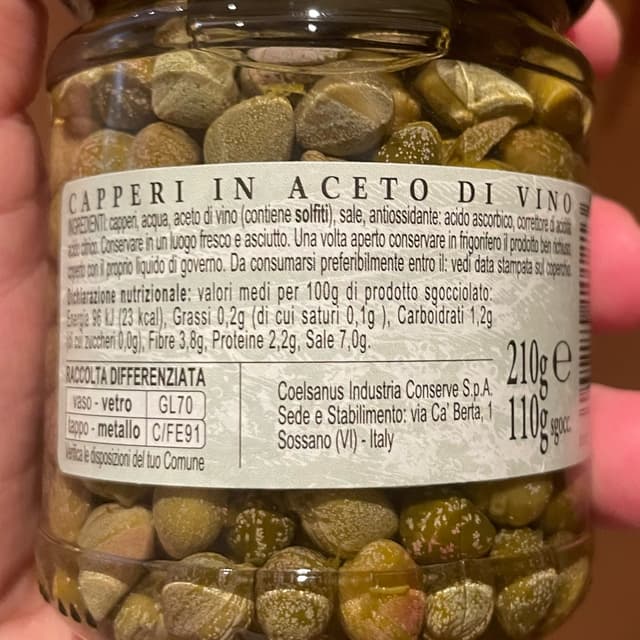 CAPPERI IN ACETO DI VINO
INGREDIENTI: capperi, acqua, aceto di vino (contiene solfiti), sale, antiossidante: acido ascorbico, correttore di acidità:
acido citrico. Conservare in un luogo fresco e asciutto. Una volta aperto conservare in frigorifero il prodotto ben richiuso
coperto con il proprio liquido di governo. Da consumarsi preferibilmente entro il: vedi data stampata sul coperchio.
Dichiarazione nutrizionale: valori medi per 100g di prodotto sgocciolato:
Energia 96 kJ (23 kcal), Grassi 0,2g (di cui saturi 0,1g ), Carboidrati 1,2g
(di cui zuccheri 0,0g), Fibre 3,8g, Proteine 2,2g, Sale 7,0g.
RACCOLTA DIFFERENZIATA
vaso - vetro GL70
tappo - metallo C/FE91
Verifica le disposizioni del tuo Comune
Coelsanus Industria Conserve S.p.A.
Sede e Stabilimento: via Ca' Berta, 1
Sossano (VI) - Italy
210g e
110g sgocc.